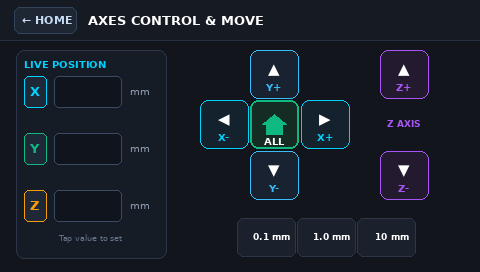 ← HOME AXES CONTROL & MOVE
LIVE POSITION
X mm
Y mm
Z mm
Tap value to set
▲
Y+
◀
X-
ALL
▶
X+
▼
Y-
▲
Z+
Z AXIS
▼
Z-
0.1 mm 1.0 mm 10 mm